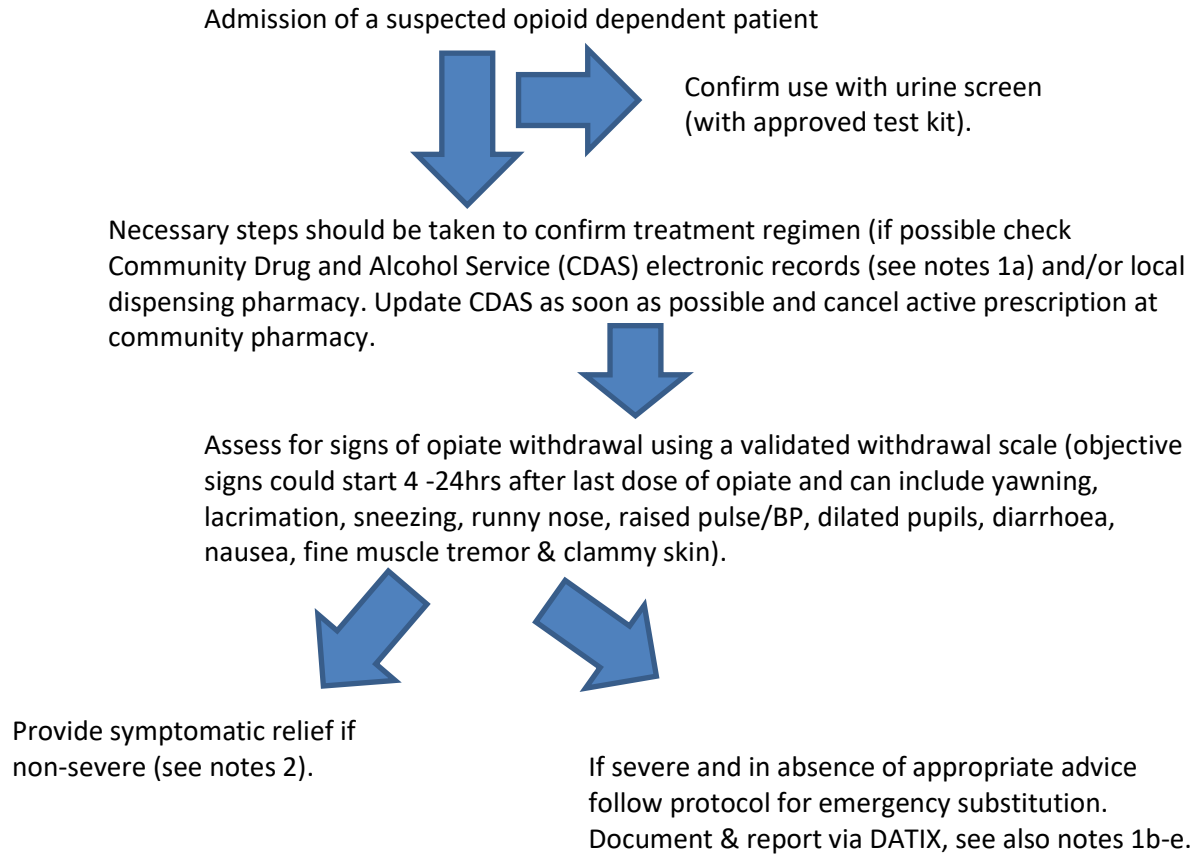 Admission of a suspected opioid dependent patient
Confirm use with urine screen
(with approved test kit).
Necessary steps should be taken to confirm treatment regimen (if possible check
Community Drug and Alcohol Service (CDAS) electronic records (see notes 1a) and/or local
dispensing pharmacy. Update CDAS as soon as possible and cancel active prescription at
community pharmacy.
Assess for signs of opiate withdrawal using a validated withdrawal scale (objective
signs could start 4 -24hrs after last dose of opiate and can include yawning,
lacrimation, sneezing, runny nose, raised pulse/BP, dilated pupils, diarrhoea,
nausea, fine muscle tremor & clammy skin).
Provide symptomatic relief if
non-severe (see notes 2).
If severe and in absence of appropriate advice
follow protocol for emergency substitution.
Document & report via DATIX, see also notes 1b-e.